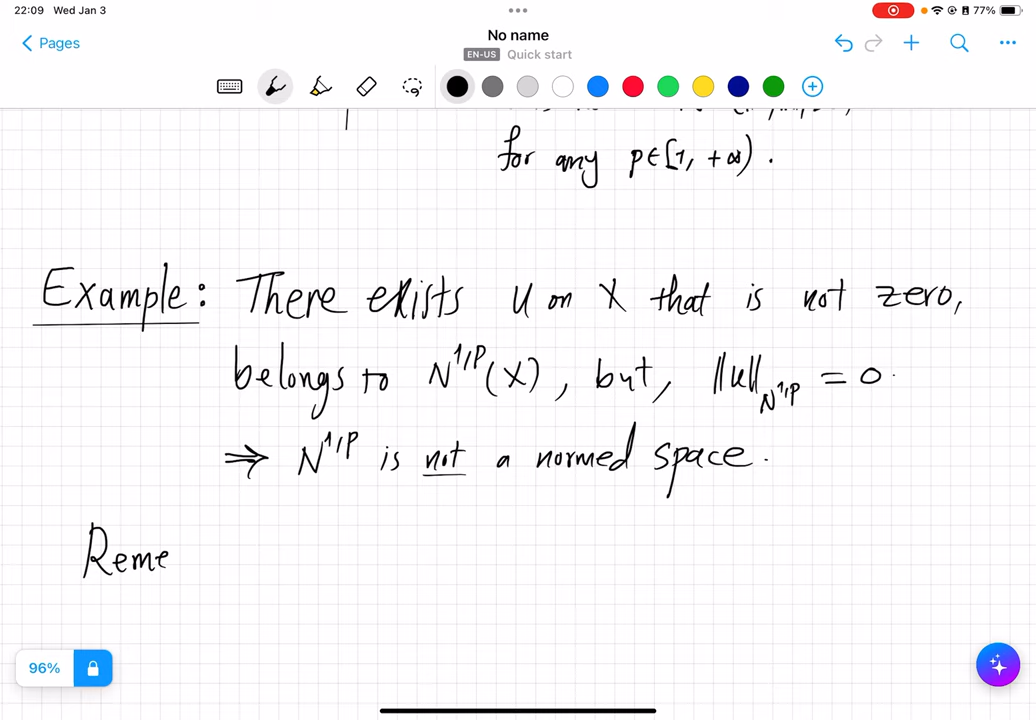 22:09 Wed Jan 3
77%
Pages
No name
EN-US Quick start
for any p∈[1, +∞).
Example: There exists u on X that is not zero,
belongs to N^{1,p}(X), but, ||u||_{N^{1,p}} = 0.
⇒ N^{1,p} is not a normed space.
Reme
96%